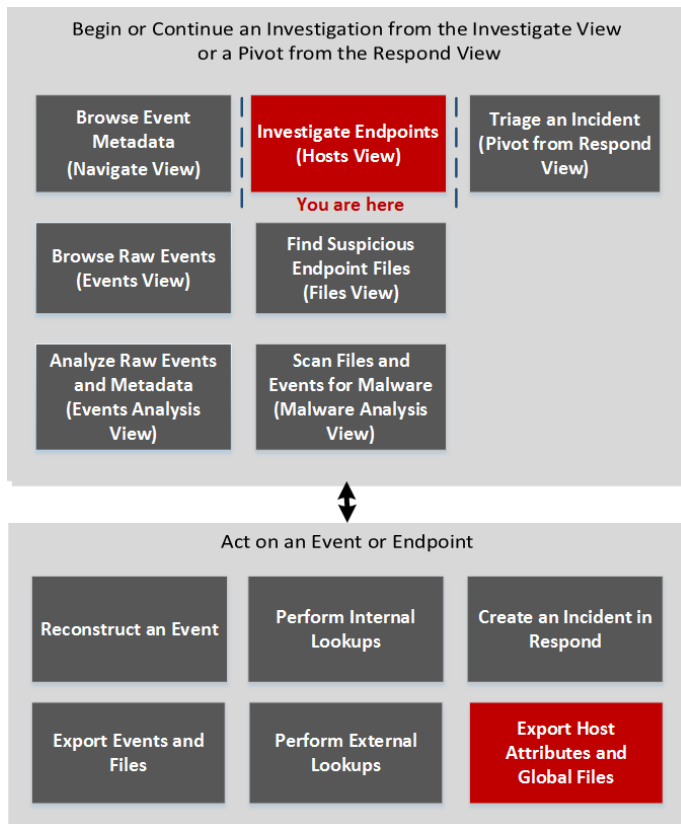 Begin or Continue an Investigation from the Investigate View
or a Pivot from the Respond View
Browse Event
Metadata
(Navigate View)
Investigate Endpoints
(Hosts View)
Triage an Incident
(Pivot from Respond
View)
You are here
Browse Raw Events
(Events View)
Find Suspicious
Endpoint Files
(Files View)
Analyze Raw Events
and Metadata
(Events Analysis
View)
Scan Files and
Events for Malware
(Malware Analysis
View)
Act on an Event or Endpoint
Reconstruct an Event
Perform Internal
Lookups
Create an Incident in
Respond
Export Events and
Files
Perform External
Lookups
Export Host
Attributes and
Global Files